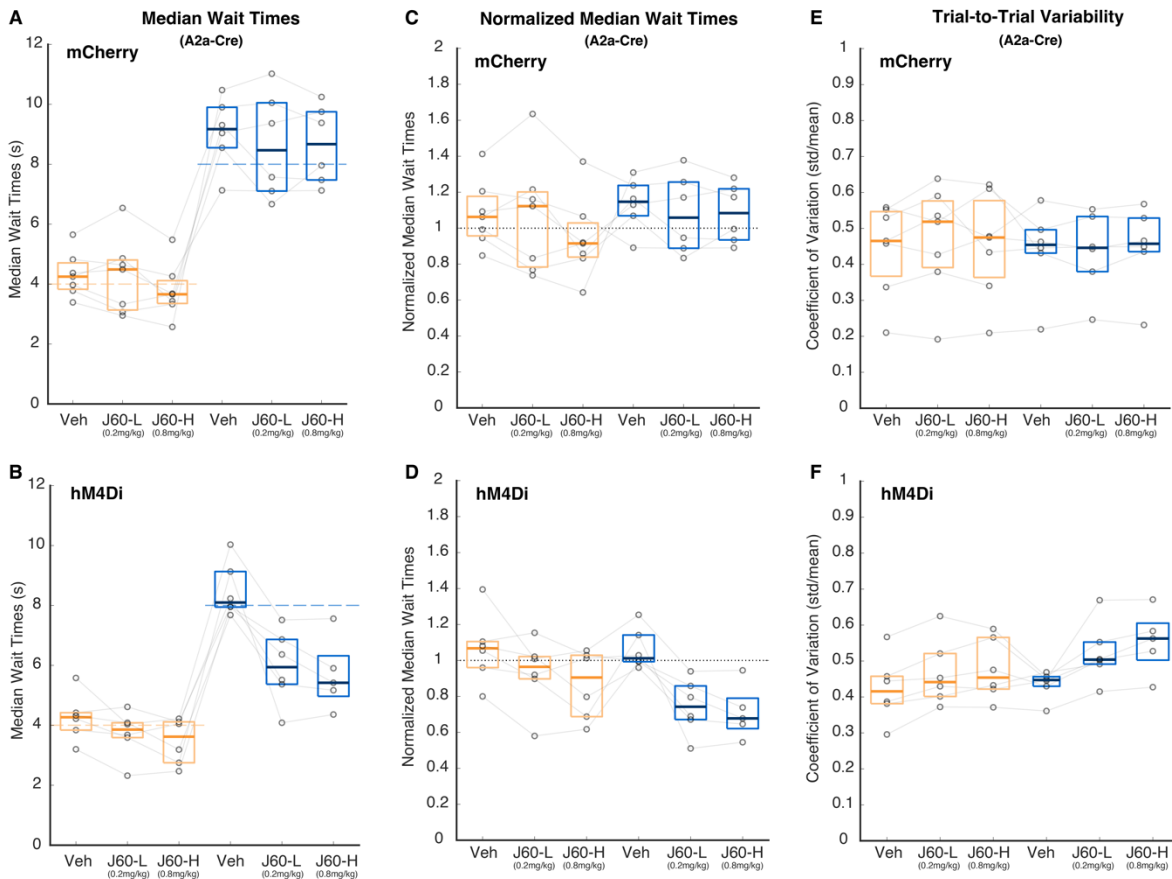 A
Median Wait Times
(A2a-Cre)
mCherry
Median Wait Times (s)
12
10
8
6
4
2
0
Veh J60-L J60-H Veh J60-L J60-H
(0.2mg/kg) (0.8mg/kg) (0.2mg/kg) (0.8mg/kg)
C
Normalized Median Wait Times
(A2a-Cre)
mCherry
Normalized Median Wait Times
2
1.8
1.6
1.4
1.2
1
0.8
0.6
0.4
0.2
0
Veh J60-L J60-H Veh J60-L J60-H
(0.2mg/kg) (0.8mg/kg) (0.2mg/kg) (0.8mg/kg)
E
Trial-to-Trial Variability
(A2a-Cre)
mCherry
Coeefficient of Variation (std/mean)
1
0.9
0.8
0.7
0.6
0.5
0.4
0.3
0.2
0.1
0
Veh J60-L J60-H Veh J60-L J60-H
(0.2mg/kg) (0.8mg/kg) (0.2mg/kg) (0.8mg/kg)
B
hM4Di
Median Wait Times (s)
12
10
8
6
4
2
0
Veh J60-L J60-H Veh J60-L J60-H
(0.2mg/kg) (0.8mg/kg) (0.2mg/kg) (0.8mg/kg)
D
hM4Di
Normalized Median Wait Times
2
1.8
1.6
1.4
1.2
1
0.8
0.6
0.4
0.2
0
Veh J60-L J60-H Veh J60-L J60-H
(0.2mg/kg) (0.8mg/kg) (0.2mg/kg) (0.8mg/kg)
F
hM4Di
Coeefficient of Variation (std/mean)
1
0.9
0.8
0.7
0.6
0.5
0.4
0.3
0.2
0.1
0
Veh J60-L J60-H Veh J60-L J60-H
(0.2mg/kg) (0.8mg/kg) (0.2mg/kg) (0.8mg/kg)